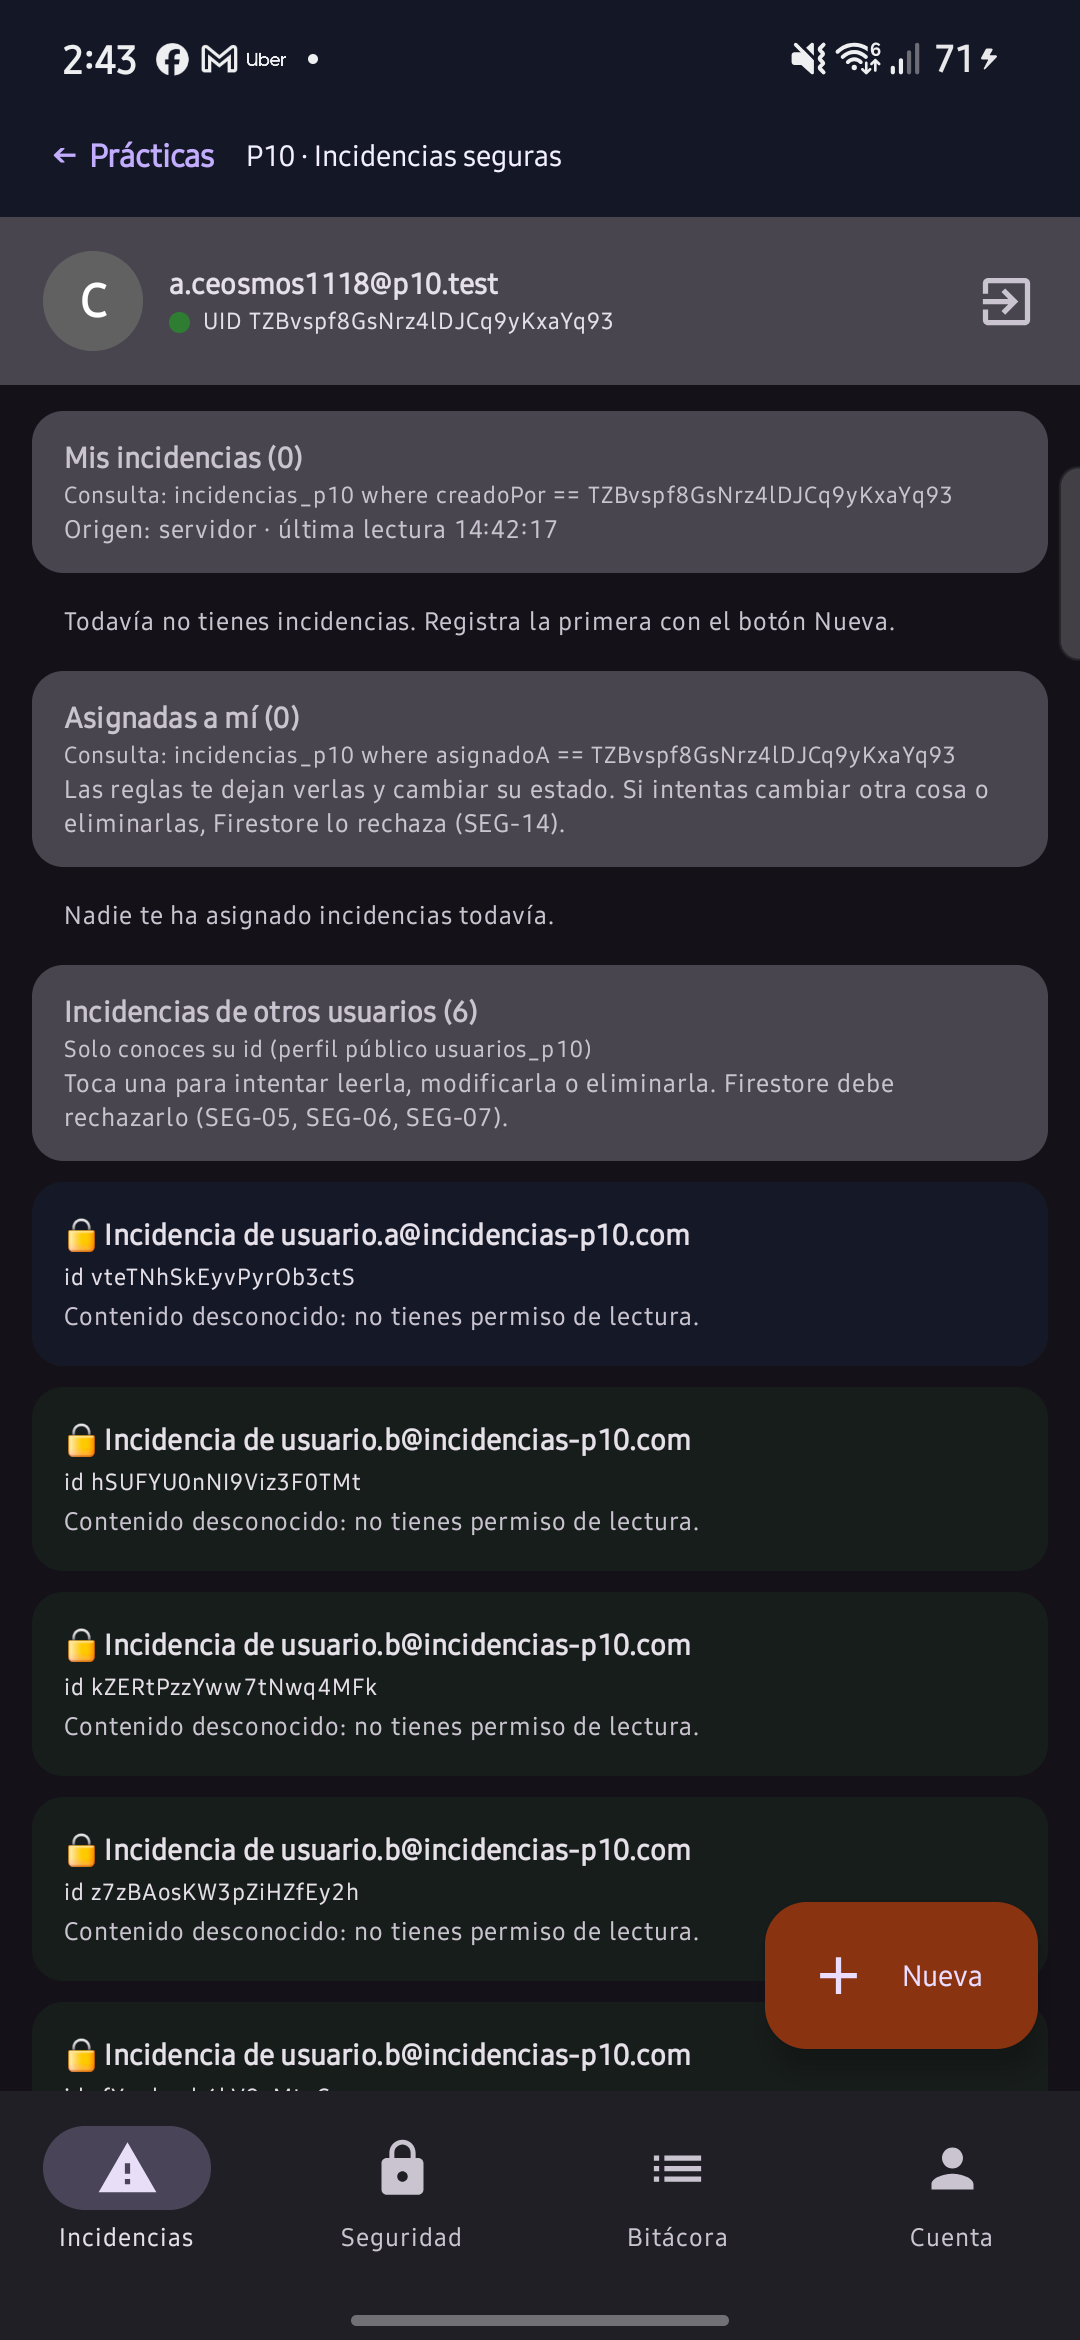 2:43 Uber 6 71
← Prácticas P10 · Incidencias seguras
C
a.ceosmos1118@p10.test
UID TZBvspf8GsNrz4lDJCq9yKxaYq93
Mis incidencias (0)
Consulta: incidencias_p10 where creadoPor == TZBvspf8GsNrz4lDJCq9yKxaYq93
Origen: servidor · última lectura 14:42:17
Todavía no tienes incidencias. Registra la primera con el botón Nueva.
Asignadas a mí (0)
Consulta: incidencias_p10 where asignadoA == TZBvspf8GsNrz4lDJCq9yKxaYq93
Las reglas te dejan verlas y cambiar su estado. Si intentas cambiar otra cosa o
eliminarlas, Firestore lo rechaza (SEG-14).
Nadie te ha asignado incidencias todavía.
Incidencias de otros usuarios (6)
Solo conoces su id (perfil público usuarios_p10)
Toca una para intentar leerla, modificarla o eliminarla. Firestore debe
rechazarlo (SEG-05, SEG-06, SEG-07).
Incidencia de usuario.a@incidencias-p10.com
id vteTNhSkEyvPyrOb3ctS
Contenido desconocido: no tienes permiso de lectura.
Incidencia de usuario.b@incidencias-p10.com
id hSUFYU0nNI9Viz3F0TMt
Contenido desconocido: no tienes permiso de lectura.
Incidencia de usuario.b@incidencias-p10.com
id kZERtPzzYww7tNwq4MFk
Contenido desconocido: no tienes permiso de lectura.
Incidencia de usuario.b@incidencias-p10.com
id z7zBAosKW3pZiHZfEy2h
Contenido desconocido: no tienes permiso de lectura.
Nueva
Incidencia de usuario.b@incidencias-p10.com
Incidencias
Seguridad
Bitácora
Cuenta